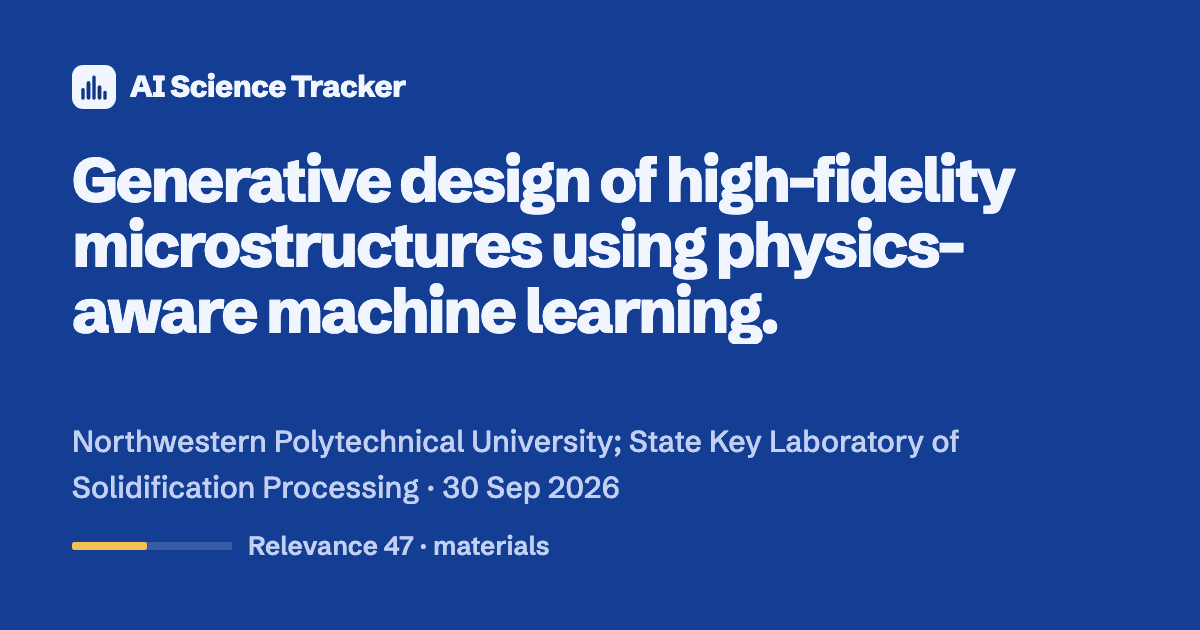 AI Science Tracker
Generative design of high-fidelity
microstructures using physics-
aware machine learning.
Northwestern Polytechnical University; State Key Laboratory of
Solidification Processing · 30 Sep 2026
Relevance 47 · materials